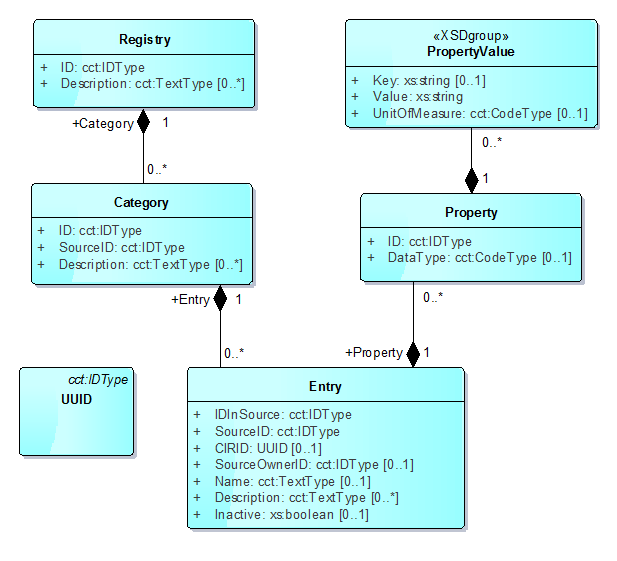 Registry
+ ID: cct:IDType
+ Description: cct:TextType [0..*]
+Category 1
0..*
Category
+ ID: cct:IDType
+ SourceID: cct:IDType
+ Description: cct:TextType [0..*]
+Entry 1
0..*
«XSDgroup»
PropertyValue
+ Key: xs:string [0..1]
+ Value: xs:string
+ UnitOfMeasure: cct:CodeType [0..1]
0..*
1
Property
+ ID: cct:IDType
+ DataType: cct:CodeType [0..1]
0..*
+Property 1
cct:IDType
UUID
Entry
+ IDInSource: cct:IDType
+ SourceID: cct:IDType
+ CIRID: UUID [0..1]
+ SourceOwnerID: cct:IDType [0..1]
+ Name: cct:TextType [0..1]
+ Description: cct:TextType [0..*]
+ Inactive: xs:boolean [0..1]